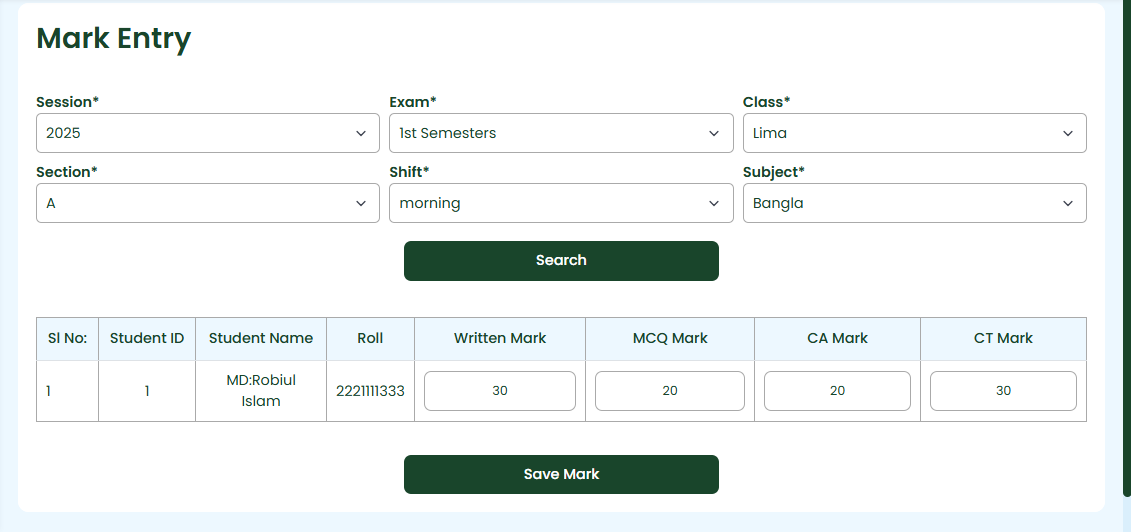 Mark Entry
Session* Exam* Class*
2025 1st Semesters Lima
Section* Shift* Subject*
A morning Bangla
Search
Sl No: Student ID Student Name Roll Written Mark MCQ Mark CA Mark CT Mark
1 1 MD:Robiul Islam 2221111333 30 20 20 30
Save Mark